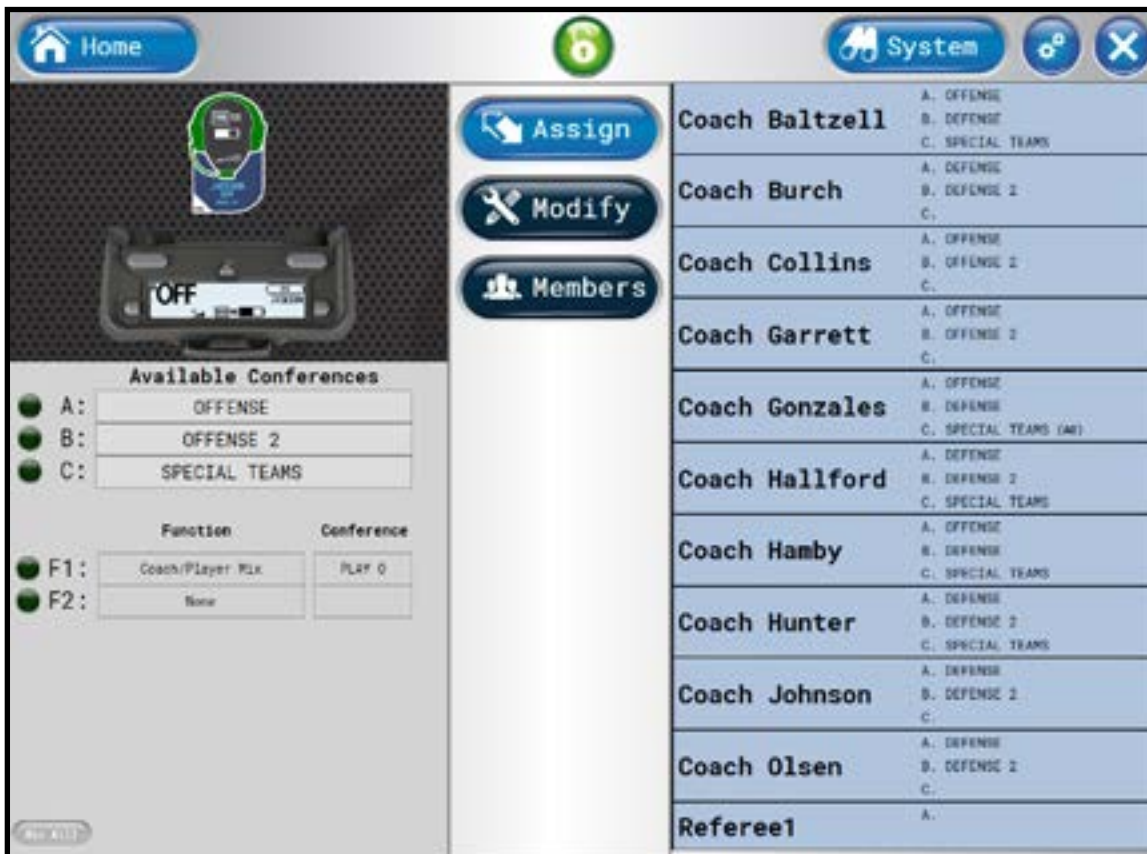 Home
1
System
Assign
Modify
Members
OFF
Available Conferences
A: OFFENSE
B: OFFENSE 2
C: SPECIAL TEAMS
Function Conference
F1: Coach/Player Mix PLAY O
F2: None
Coach Baltzell
A. OFFENSE
B. DEFENSE
C. SPECIAL TEAMS
Coach Burch
A. DEFENSE
B. DEFENSE 2
C.
Coach Collins
A. OFFENSE
B. OFFENSE 2
C.
Coach Garrett
A. OFFENSE
B. OFFENSE 2
C.
Coach Gonzales
A. OFFENSE
B. DEFENSE
C. SPECIAL TEAMS
Coach Hallford
A. DEFENSE
B. DEFENSE 2
C. SPECIAL TEAMS
Coach Hamby
A. OFFENSE
B. DEFENSE
C. SPECIAL TEAMS
Coach Hunter
A. DEFENSE
B. DEFENSE 2
C. SPECIAL TEAMS
Coach Johnson
A. DEFENSE
B. DEFENSE 2
C.
Coach Olsen
A. DEFENSE
B. DEFENSE 2
C.
Referee1
A.